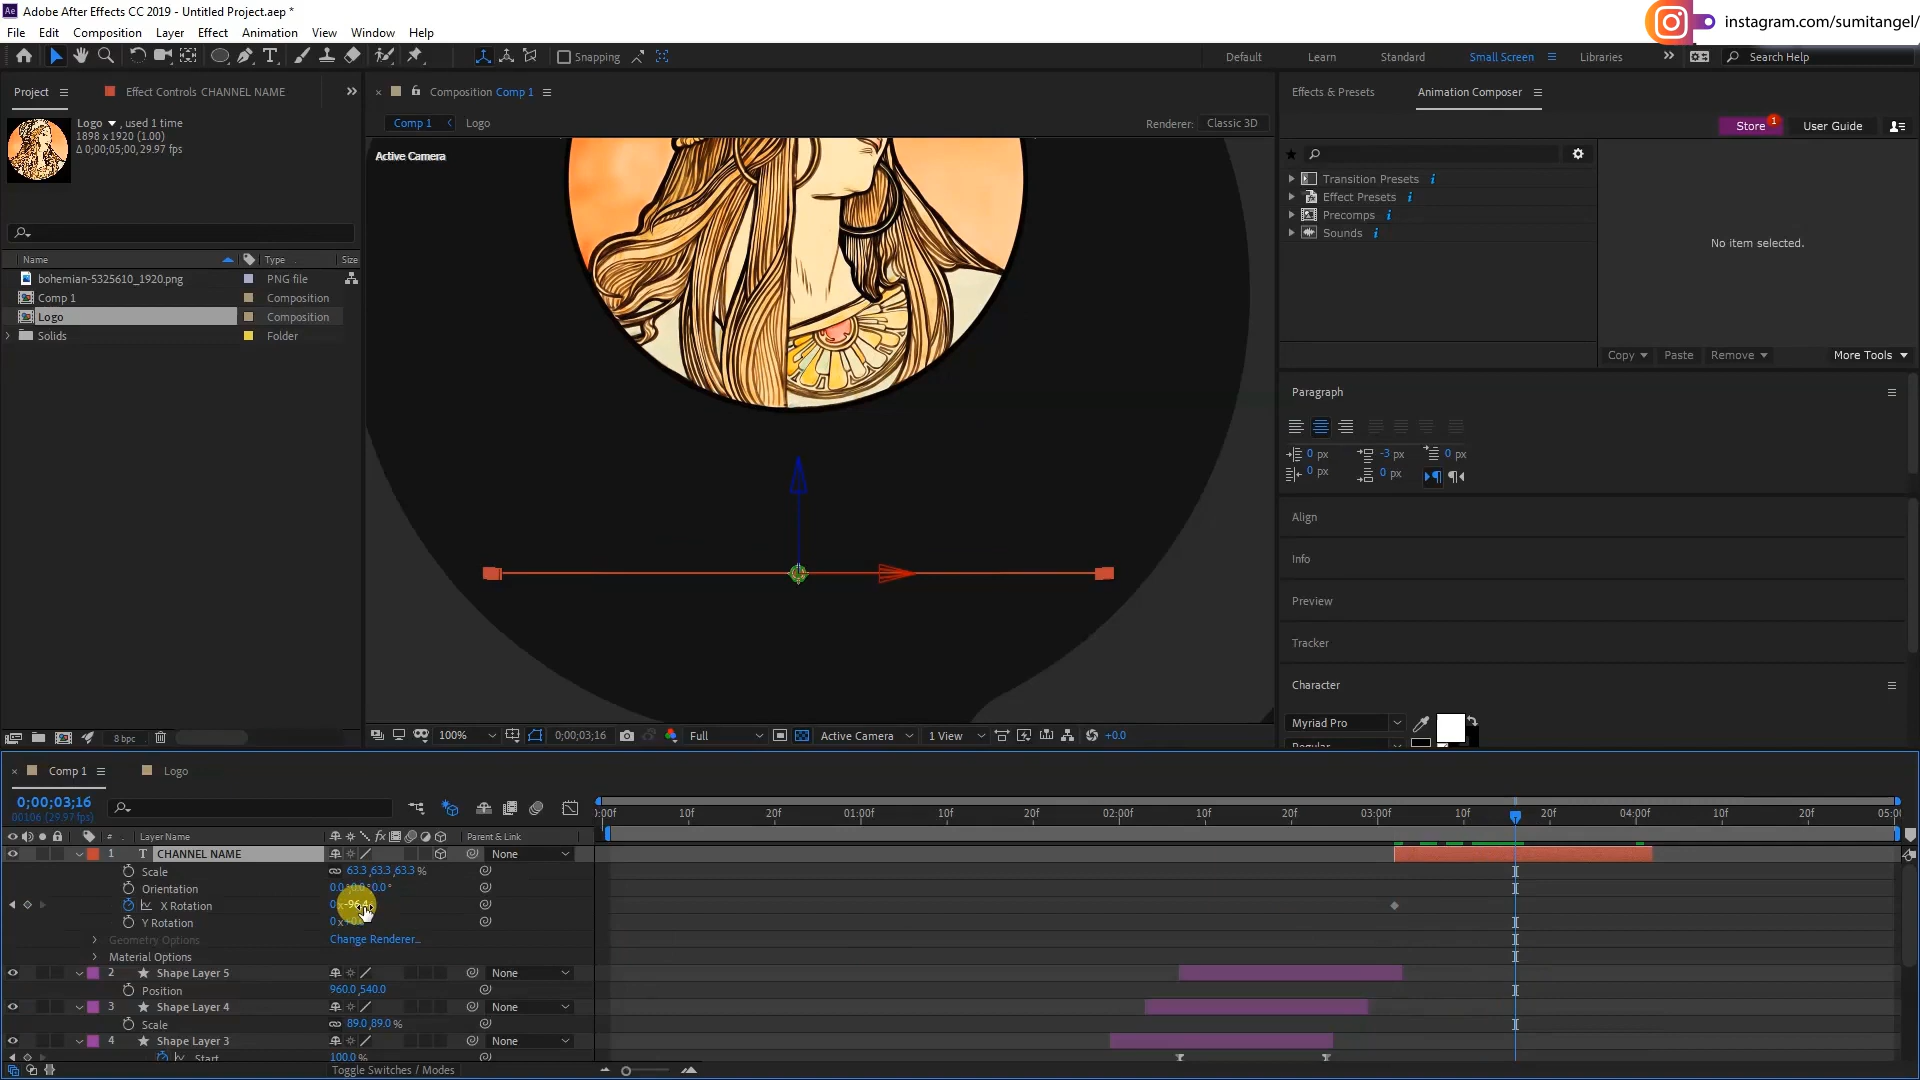 Adobe After Effects CC 2019 - Untitled Project.aep *
instagram.com/sumitangel/
File Edit Composition Layer Effect Animation View Window Help
Snapping
Default Learn Standard Small Screen Libraries
Search Help
Project
Effect Controls CHANNEL NAME
Composition Comp 1
Effects & Presets
Animation Composer
Logo , used 1 time
1898 x1920 (1.00)
Δ 0;00;05;00, 29.97 fps
Comp 1
Logo
Renderer: Classic 3D
Active Camera
Store 1
User Guide
Transition Presets
Effect Presets
Precomps
Sounds
No item selected.
Name
Type
Size
bohemian-5325610_1920.png PNG file
Comp 1 Composition
Logo Composition
Solids Folder
Copy Paste Remove More Tools
Paragraph
0 px -3 px 0 px
0 px 0 px
Align
Info
Preview
Tracker
Character
Myriad Pro
Regular
8 bpc
100%
0;00;03;16
Full
Active Camera
1 View
+0.0
Comp 1
Logo
0;00;03;16
00106 (29.97 fps)
:00f 10f 20f 01:00f 10f 20f 02:00f 10f 20f 03:00f 10f 20f 04:00f 10f 20f 05:00
# Layer Name
fx
Parent & Link
1 T CHANNEL NAME None
Scale 63.3,63.3,63.3 %
Orientation 0.0°,0.0°,0.0°
X Rotation
Y Rotation
Geometry Options Change Renderer...
Material Options
2 Shape Layer 5 None
Position 960.0,540.0
3 Shape Layer 4 None
Scale 89.0,89.0 %
4 Shape Layer 3 None
Start 100.0 %
Toggle Switches / Modes